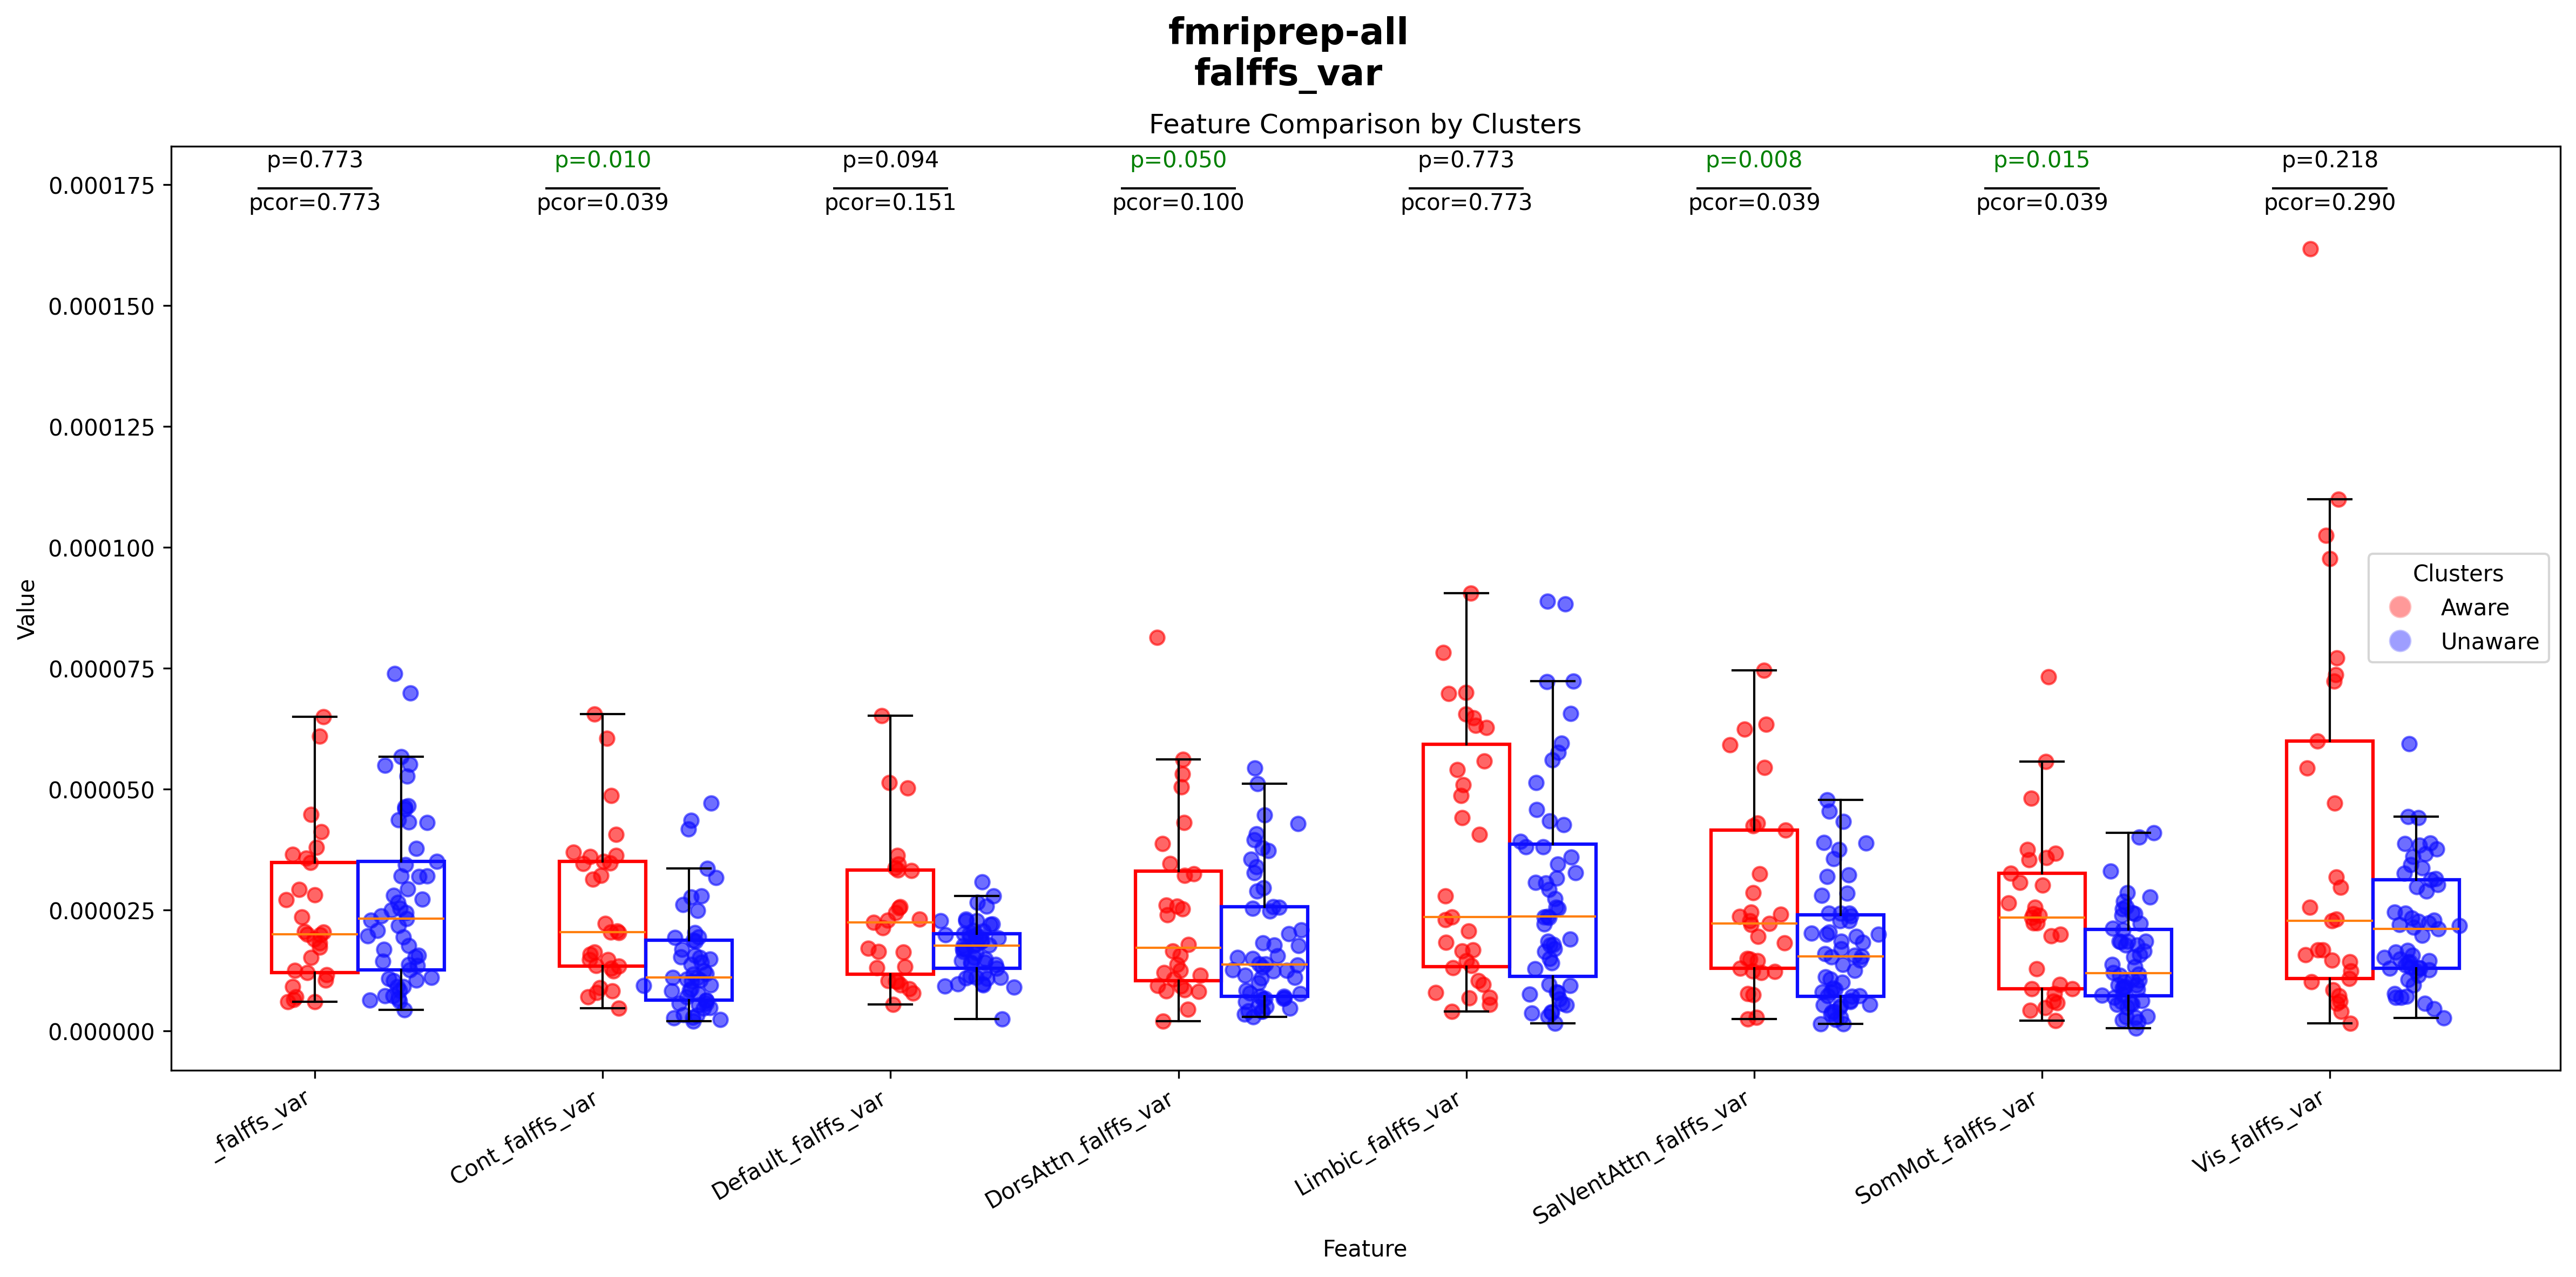 fmriprep-all
falffs_var
Feature Comparison by Clusters
p=0.773 p=0.010 p=0.094 p=0.050 p=0.773 p=0.008 p=0.015 p=0.218
pcor=0.773 pcor=0.039 pcor=0.151 pcor=0.100 pcor=0.773 pcor=0.039 pcor=0.039 pcor=0.290
0.000175
0.000150
0.000125
0.000100
0.000075
0.000050
0.000025
0.000000
Value
Clusters
Aware
Unaware
_falffs_var
Cont_falffs_var
Default_falffs_var
DorsAttn_falffs_var
Limbic_falffs_var
SalVentAttn_falffs_var
SomMot_falffs_var
Vis_falffs_var
Feature